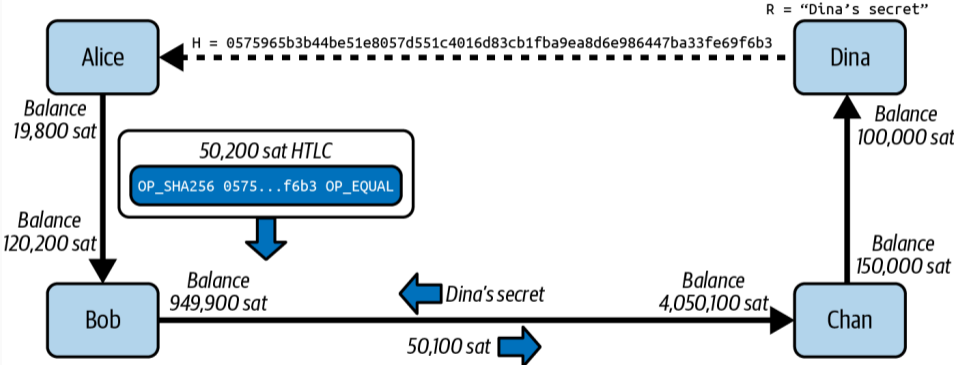 R = “Dina’s secret”
Alice
H = 0575965b3b44be51e8057d551c4016d83cb1fba9ea8d6e986447ba33fe69f6b3
Dina
Balance
19,800 sat
Balance
100,000 sat
50,200 sat HTLC
OP_SHA256 0575...f6b3 OP_EQUAL
Balance
120,200 sat
Balance
150,000 sat
Balance
949,900 sat
Dina's secret
Balance
4,050,100 sat
Bob
Chan
50,100 sat